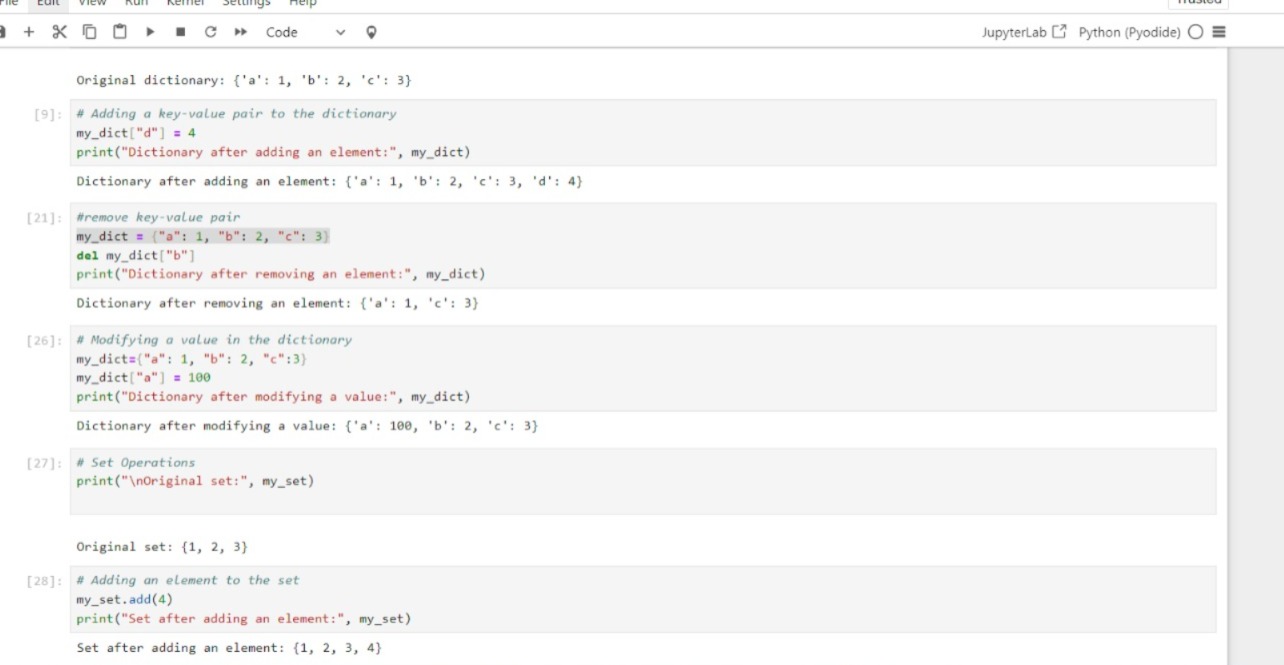 File Edit View Run Kernel Settings Help
Trusted
Code JupyterLab Python (Pyodide)
Original dictionary: {'a': 1, 'b': 2, 'c': 3}
[9]: # Adding a key-value pair to the dictionary
my_dict["d"] = 4
print("Dictionary after adding an element:", my_dict)
Dictionary after adding an element: {'a': 1, 'b': 2, 'c': 3, 'd': 4}
[21]: #remove key-value pair
my_dict = {"a": 1, "b": 2, "c": 3}
del my_dict["b"]
print("Dictionary after removing an element:", my_dict)
Dictionary after removing an element: {'a': 1, 'c': 3}
[26]: # Modifying a value in the dictionary
my_dict={"a": 1, "b": 2, "c":3}
my_dict["a"] = 100
print("Dictionary after modifying a value:", my_dict)
Dictionary after modifying a value: {'a': 100, 'b': 2, 'c': 3}
[27]: # Set Operations
print("\nOriginal set:", my_set)
Original set: {1, 2, 3}
[28]: # Adding an element to the set
my_set.add(4)
print("Set after adding an element:", my_set)
Set after adding an element: {1, 2, 3, 4}